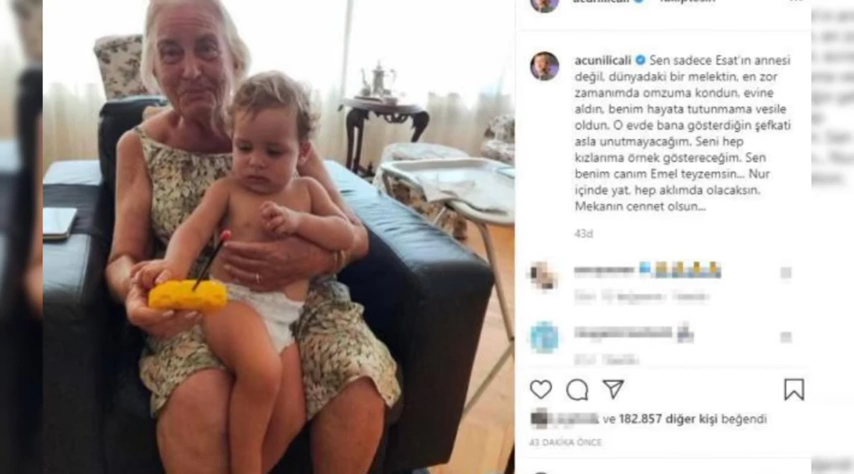 acunilicali
acunilicali Sen sadece Esat'ın annesi
değil, dünyadaki bir melektin, en zor
zamanımda omzuma kondun, evine
aldın, benim hayata tutunmama vesile
oldun. O evde bana gösterdiğin şefkati
asla unutmayacağım. Seni hep
kızlarıma örnek göstereceğim. Sen
benim canım Emel teyzemsin... Nur
içinde yat, hep aklımda olacaksın.
Mekanın cennet olsun...
43d
ve 182.857 diğer kişi beğendi
43 DAKİKA ÖNCE